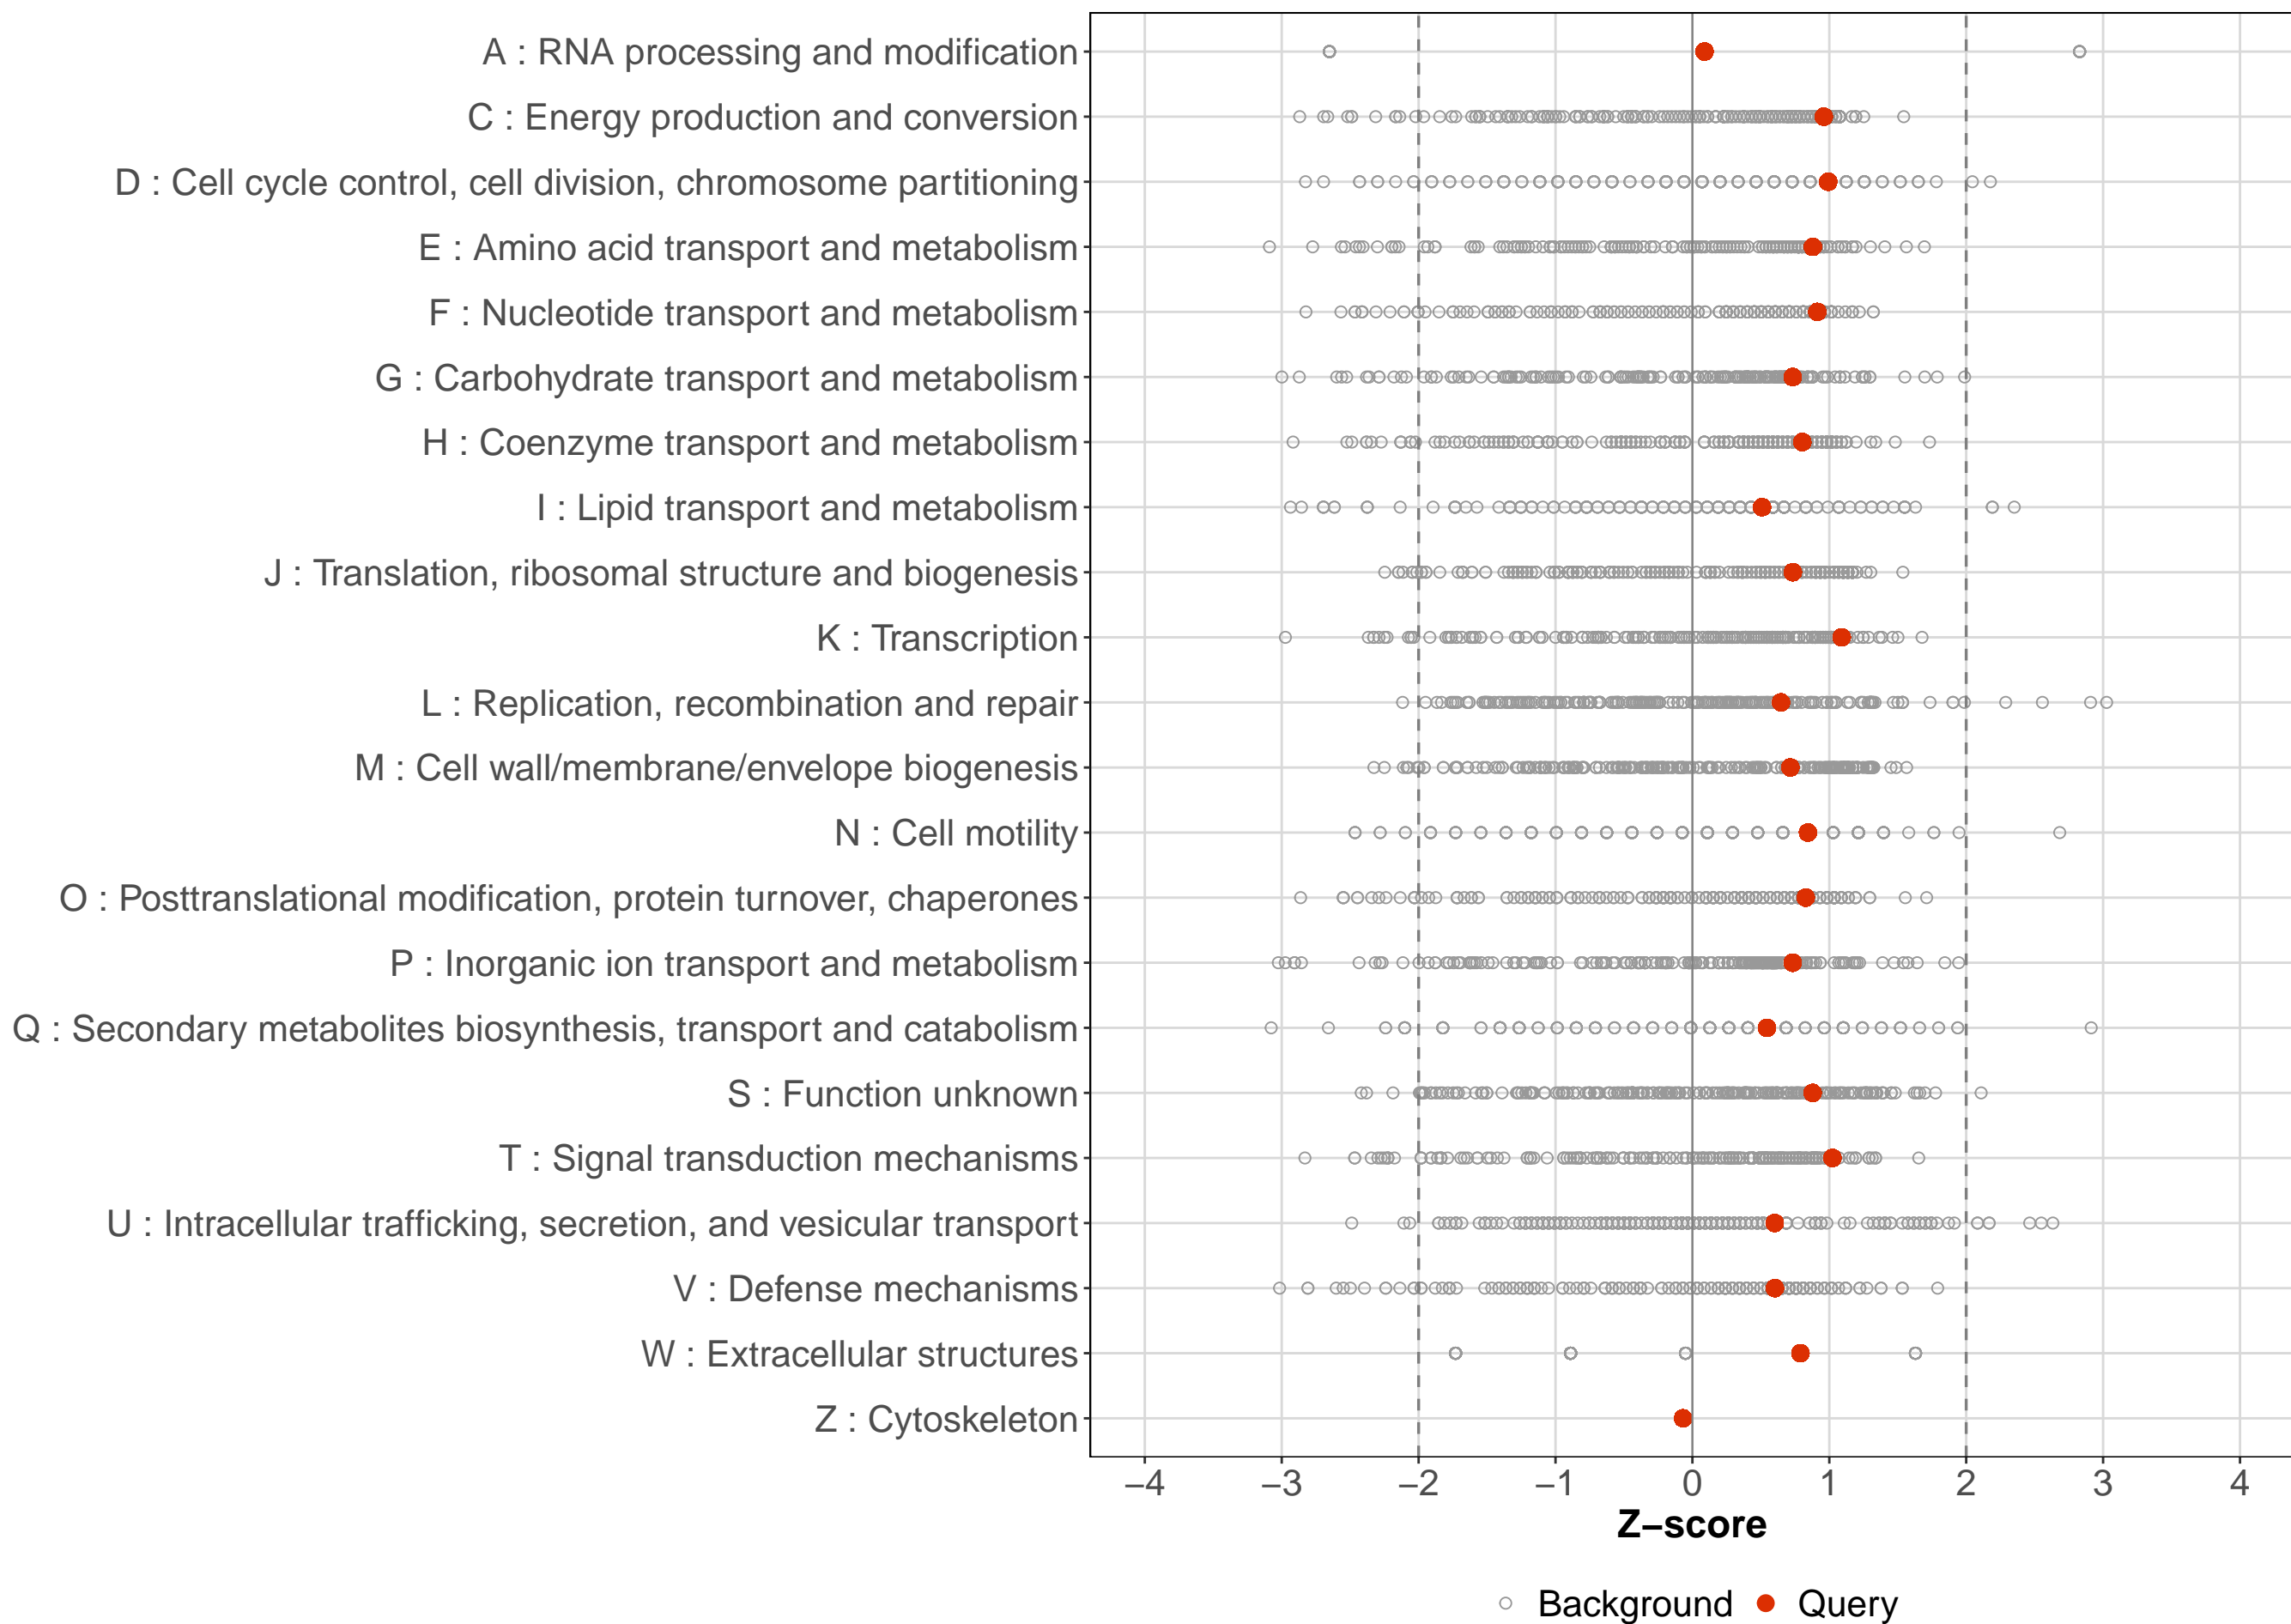 A : RNA processing and modification
C : Energy production and conversion
D : Cell cycle control, cell division, chromosome partitioning
E : Amino acid transport and metabolism
F : Nucleotide transport and metabolism
G : Carbohydrate transport and metabolism
H : Coenzyme transport and metabolism
I : Lipid transport and metabolism
J : Translation, ribosomal structure and biogenesis
K : Transcription
L : Replication, recombination and repair
M : Cell wall/membrane/envelope biogenesis
N : Cell motility
O : Posttranslational modification, protein turnover, chaperones
P : Inorganic ion transport and metabolism
Q : Secondary metabolites biosynthesis, transport and catabolism
S : Function unknown
T : Signal transduction mechanisms
U : Intracellular trafficking, secretion, and vesicular transport
V : Defense mechanisms
W : Extracellular structures
Z : Cytoskeleton
−4 −3 −2 −1 0 1 2 3 4
Z−score
Background Query